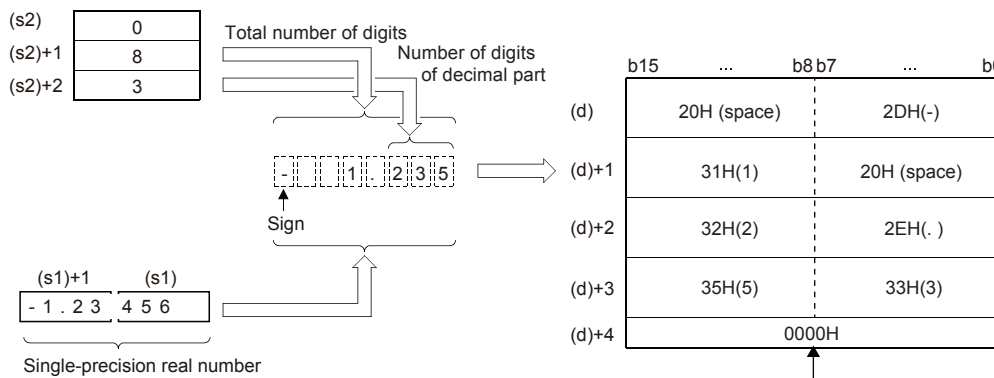 (s2) 0
(s2)+1 8
(s2)+2 3
Total number of digits
Number of digits
of decimal part
- 1 . 2 3 5
Sign
(s1)+1 (s1)
- 1 . 2 3 4 5 6
Single-precision real number
b15 ... b8 b7 ... b0
(d) 20H (space) 2DH(-)
(d)+1 31H(1) 20H (space)
(d)+2 32H(2) 2EH(. )
(d)+3 35H(5) 33H(3)
(d)+4 0000H